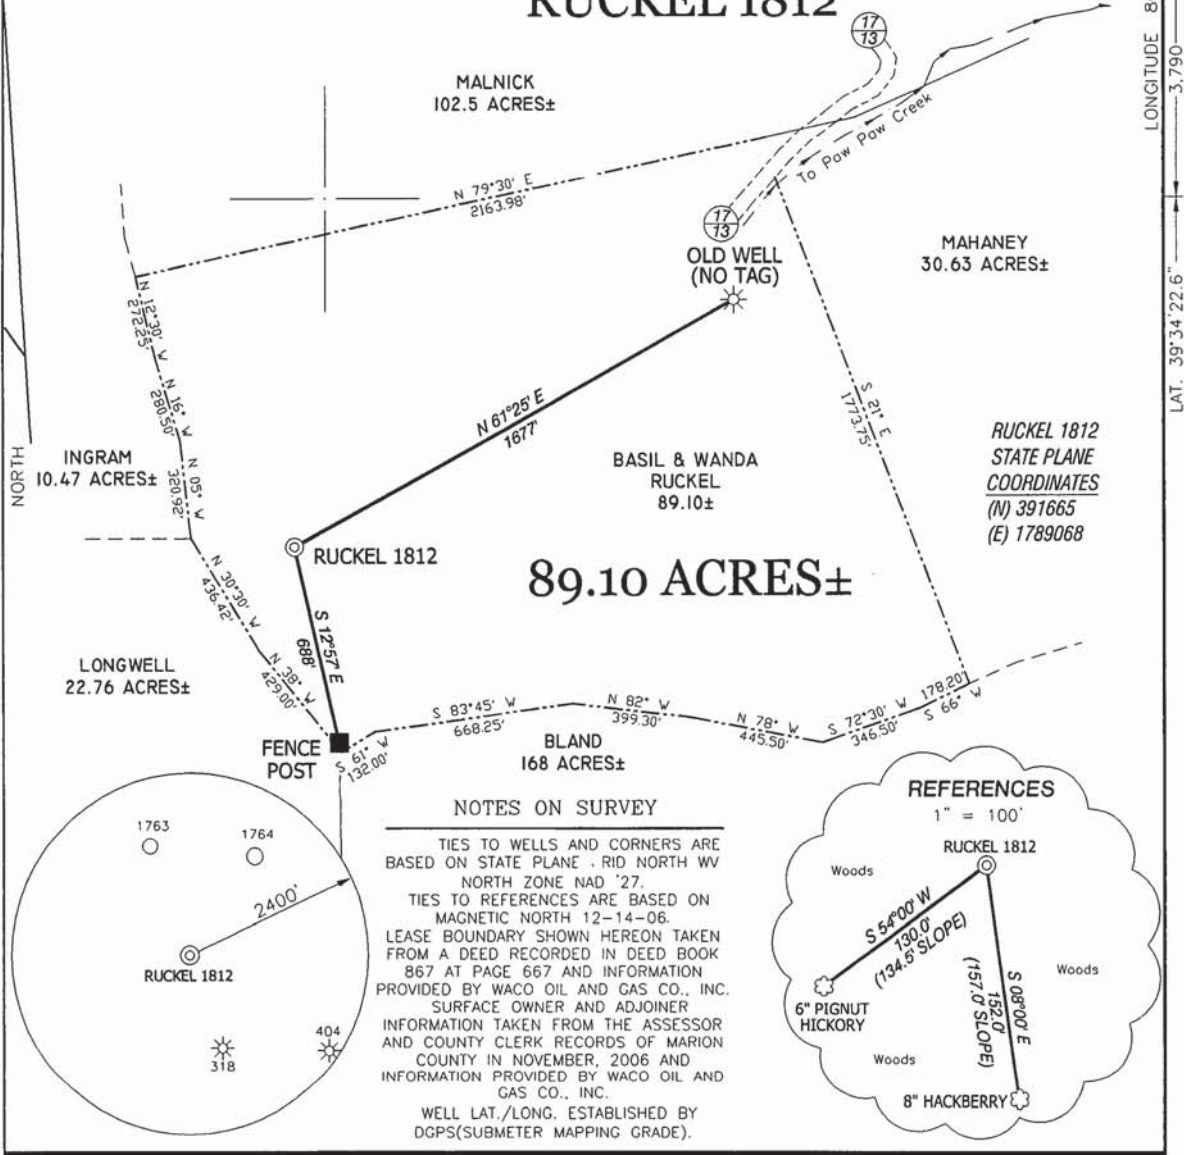 RUCKEL 1812
17
13
MALNICK
102.5 ACRES±
To Paw Paw Creek
LONGITUDE 8
3,790
LAT. 39°34'22.6"
N 79°30' E
2163.98'
17
13
OLD WELL
(NO TAG)
MAHANEY
30.63 ACRES±
N 12°30' W
272.25'
N 16° W
280.50'
N 05° W
320.92'
N 61°25' E
1677'
S 21° E
1773.75'
NORTH
INGRAM
10.47 ACRES±
BASIL & WANDA
RUCKEL
89.10±
RUCKEL 1812
STATE PLANE
COORDINATES
(N) 391665
(E) 1789068
RUCKEL 1812
89.10 ACRES±
N 30°30' W
436.42'
S 12°57' E
688'
LONGWELL
22.76 ACRES±
N 38° W
429.00'
FENCE
POST
S 61° W
132.00'
S 83°45' W
668.25'
N 82° W
399.30'
N 78° W
445.50'
S 72°30' W
346.50'
178.20'
S 66° W
BLAND
168 ACRES±
1763
1764
2400'
RUCKEL 1812
318
404
NOTES ON SURVEY
TIES TO WELLS AND CORNERS ARE
BASED ON STATE PLANE RID NORTH WV
NORTH ZONE NAD '27.
TIES TO REFERENCES ARE BASED ON
MAGNETIC NORTH 12-14-06.
LEASE BOUNDARY SHOWN HEREON TAKEN
FROM A DEED RECORDED IN DEED BOOK
867 AT PAGE 667 AND INFORMATION
PROVIDED BY WACO OIL AND GAS CO., INC.
SURFACE OWNER AND ADJOINER
INFORMATION TAKEN FROM THE ASSESSOR
AND COUNTY CLERK RECORDS OF MARION
COUNTY IN NOVEMBER, 2006 AND
INFORMATION PROVIDED BY WACO OIL AND
GAS CO., INC.
WELL LAT./LONG. ESTABLISHED BY
DGPS(SUBMETER MAPPING GRADE).
REFERENCES
1" = 100'
RUCKEL 1812
Woods
S 54°00' W
130.0'
(134.5' SLOPE)
S 08°00' E
152.0'
(157.0' SLOPE)
Woods
6" PIGNUT
HICKORY
Woods
8" HACKBERRY